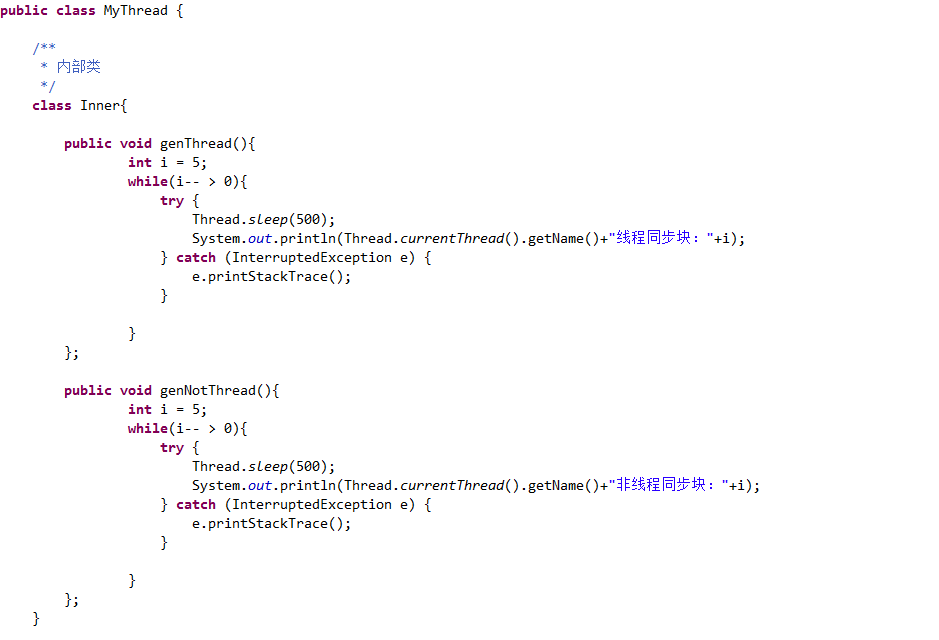 public class MyThread {
/**
* 内部类
*/
class Inner{
public void genThread(){
int i = 5;
while(i-- > 0){
try {
Thread.sleep(500);
System.out.println(Thread.currentThread().getName()+"线程同步块："+i);
} catch (InterruptedException e) {
e.printStackTrace();
}
}
};
public void genNotThread(){
int i = 5;
while(i-- > 0){
try {
Thread.sleep(500);
System.out.println(Thread.currentThread().getName()+"非线程同步块："+i);
} catch (InterruptedException e) {
e.printStackTrace();
}
}
};
}